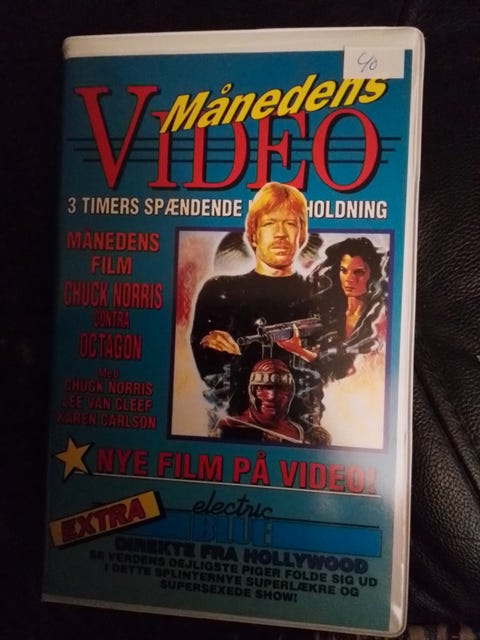 40
Månedens
VIDEO
3 TIMERS SPÆNDENDE HOLDNING
MÅNEDENS
FILM
CHUCK NORRIS
CONTRA
OCTAGON
Med
CHUCK NORRIS
LEE VAN CLEEF
KAREN CARLSON
NYE FILM PÅ VIDEO!
EXTRA
electric
BLUE
DIREKTE FRA HOLLYWOOD
SE VERDENS DEJLIGSTE PIGER FOLDE SIG UD
I DETTE SPLINTERNYE SUPERLÆKRE OG
SUPERSEXEDE SHOW!